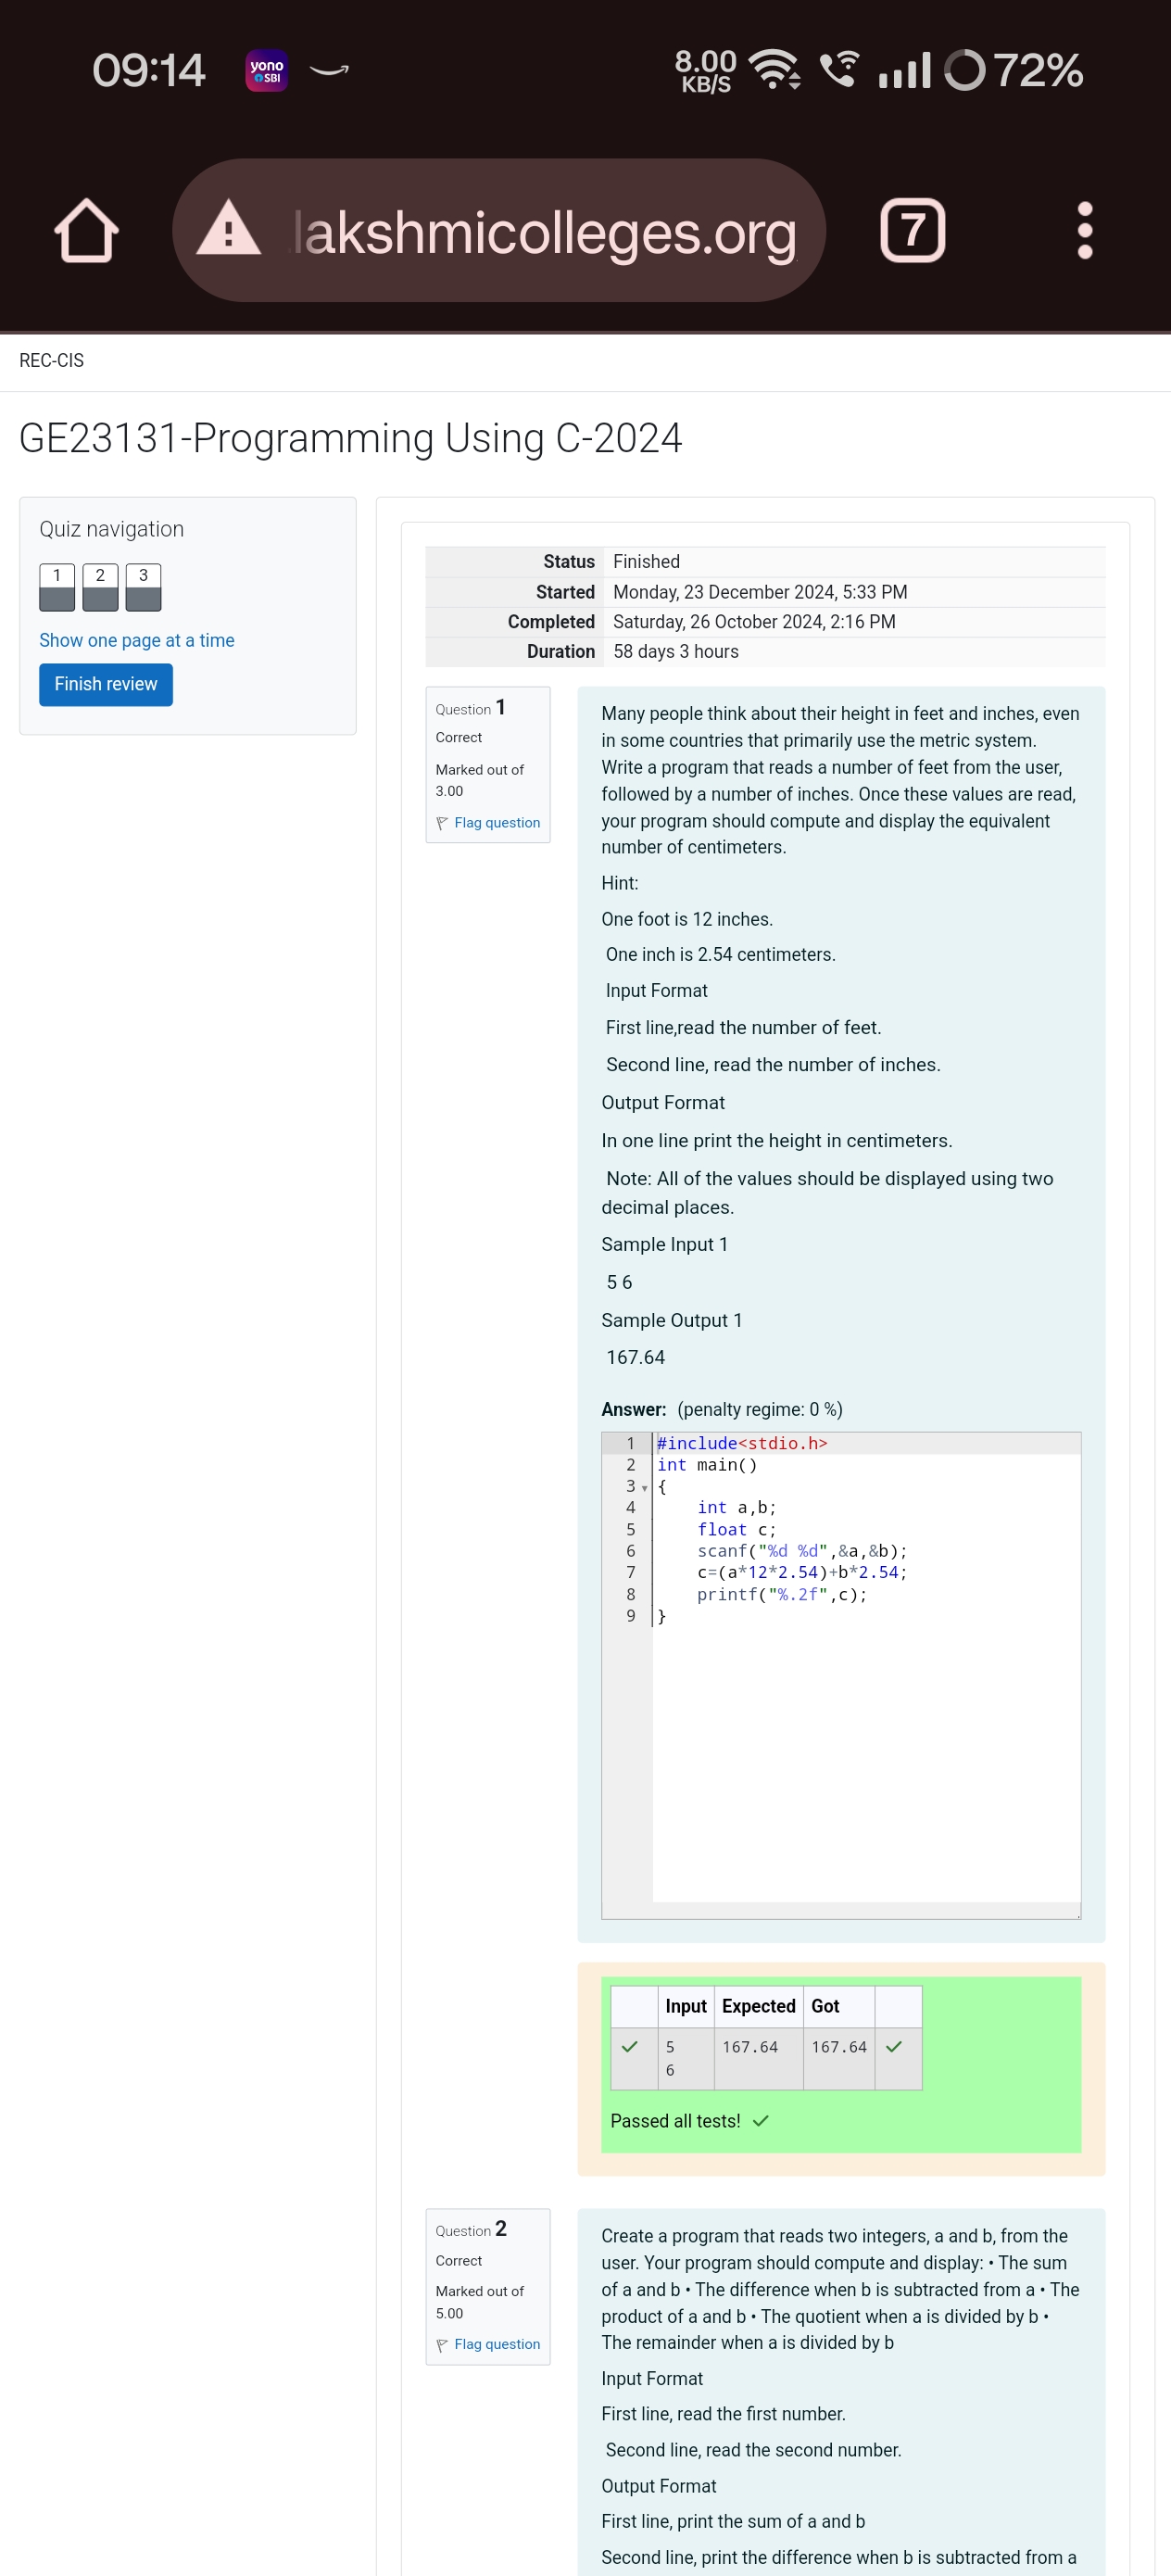 09:14
yono
SBI
8.00
KB/S
72%
lakshmicolleges.org
7
REC-CIS
GE23131-Programming Using C-2024
Quiz navigation
1 2 3
Show one page at a time
Finish review
Status Finished
Started Monday, 23 December 2024, 5:33 PM
Completed Saturday, 26 October 2024, 2:16 PM
Duration 58 days 3 hours
Question 1
Correct
Marked out of
3.00
Flag question
Many people think about their height in feet and inches, even
in some countries that primarily use the metric system.
Write a program that reads a number of feet from the user,
followed by a number of inches. Once these values are read,
your program should compute and display the equivalent
number of centimeters.
Hint:
One foot is 12 inches.
One inch is 2.54 centimeters.
Input Format
First line,read the number of feet.
Second line, read the number of inches.
Output Format
In one line print the height in centimeters.
Note: All of the values should be displayed using two
decimal places.
Sample Input 1
5 6
Sample Output 1
167.64
Answer: (penalty regime: 0 %)
1 #include<stdio.h>
2 int main()
3 {
4 int a,b;
5 float c;
6 scanf("%d %d",&a,&b);
7 c=(a*12*2.54)+b*2.54;
8 printf("%.2f",c);
9 }
Input Expected Got
5 167.64 167.64
6
Passed all tests!
Question 2
Correct
Marked out of
5.00
Flag question
Create a program that reads two integers, a and b, from the
user. Your program should compute and display: • The sum
of a and b • The difference when b is subtracted from a • The
product of a and b • The quotient when a is divided by b •
The remainder when a is divided by b
Input Format
First line, read the first number.
Second line, read the second number.
Output Format
First line, print the sum of a and b
Second line, print the difference when b is subtracted from a